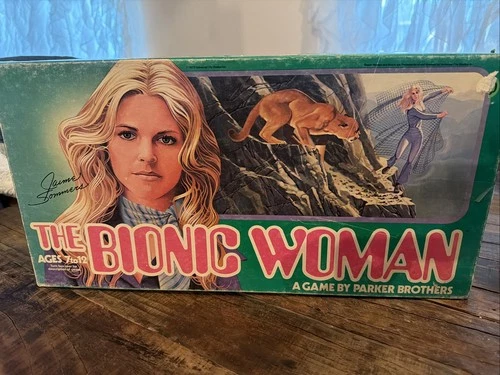 Jaime
Sommers
THE BIONIC WOMAN
AGES 7 to 12
A GAME BY PARKER BROTHERS